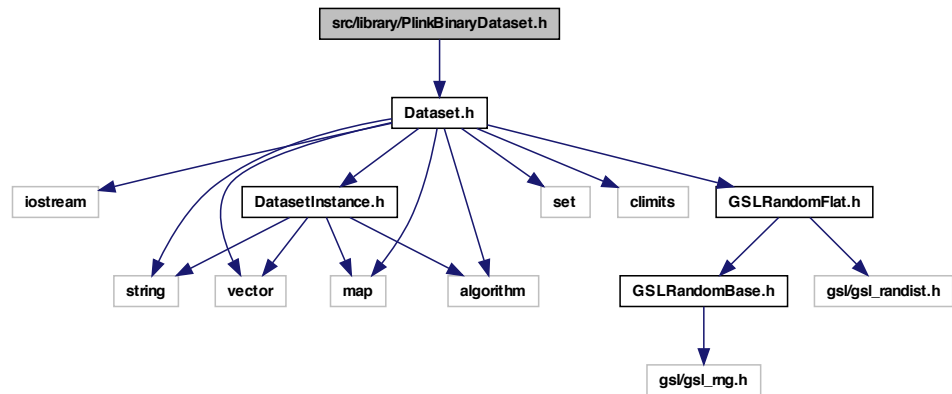 src/library/PlinkBinaryDataset.h
Dataset.h
iostream
DatasetInstance.h
set
climits
GSLRandomFlat.h
string
vector
map
algorithm
GSLRandomBase.h
gsl/gsl_randist.h
gsl/gsl_rng.h